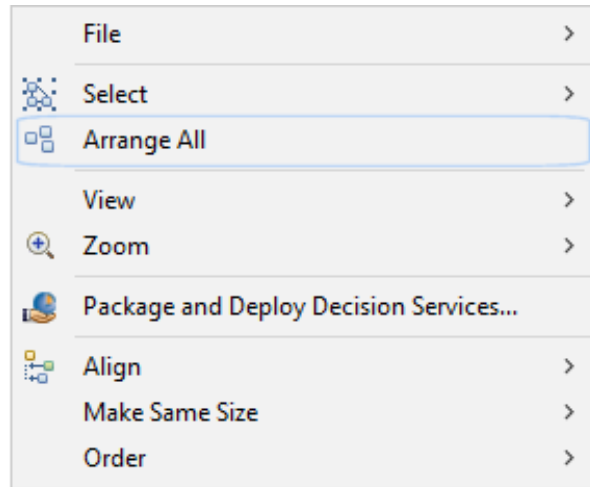 File
Select
Arrange All
View
Zoom
Package and Deploy Decision Services...
Align
Make Same Size
Order